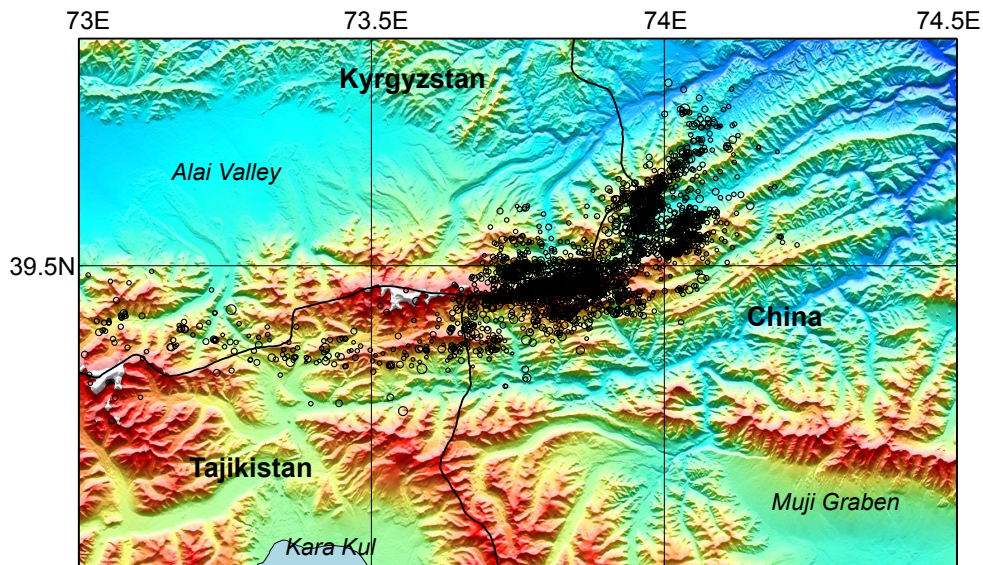 73E 73.5E 74E 74.5E
Kyrgyzstan
Alai Valley
39.5N
China
Tajikistan
Muji Graben
Kara Kul